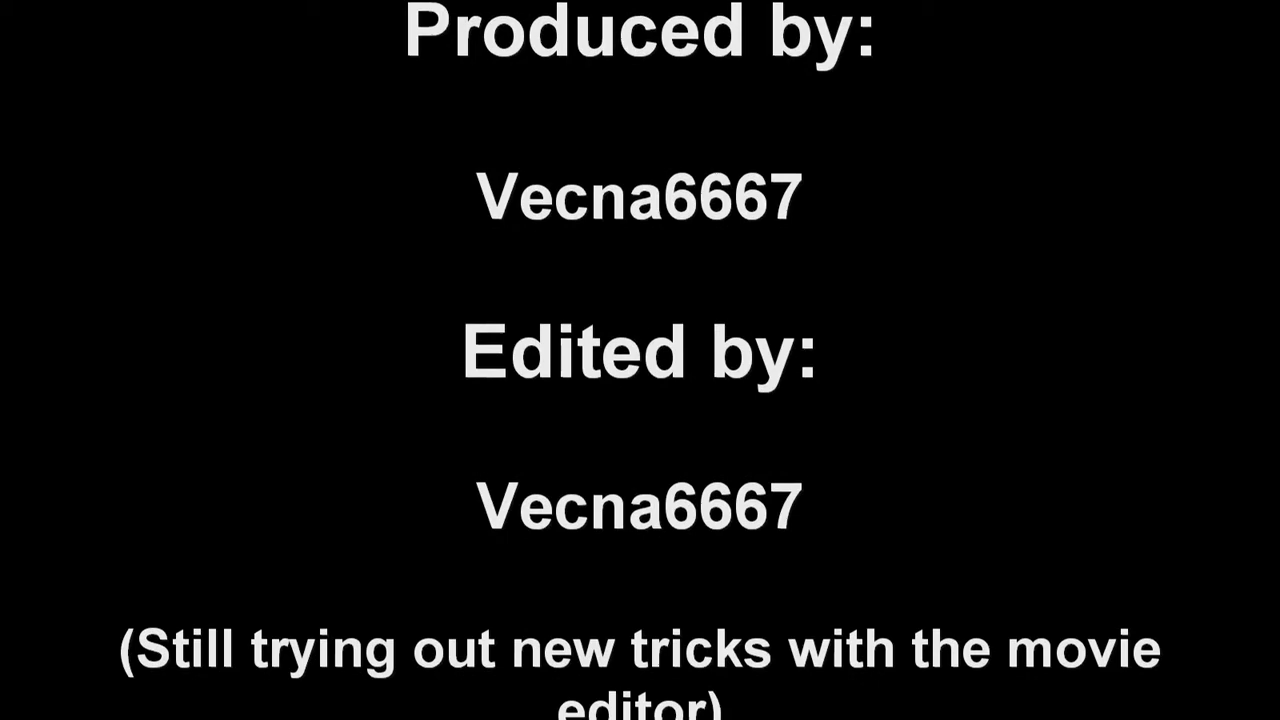 Produced by:
Vecna6667
Edited by:
Vecna6667
(Still trying out new tricks with the movie
editor)